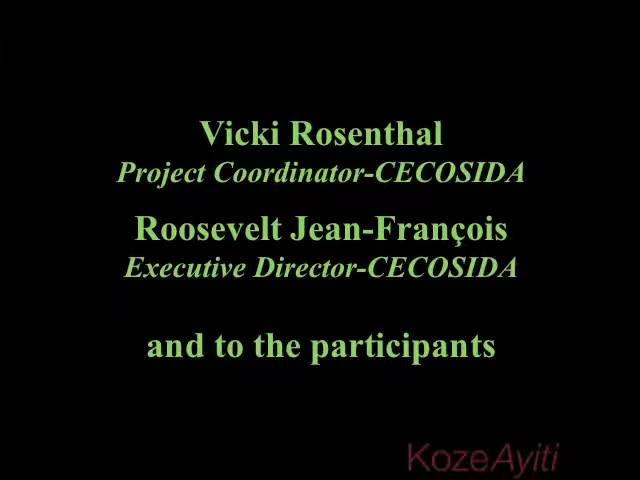 Vicki Rosenthal
Project Coordinator-CECOSIDA
Roosevelt Jean-François
Executive Director-CECOSIDA
and to the participants
KozeAyiti